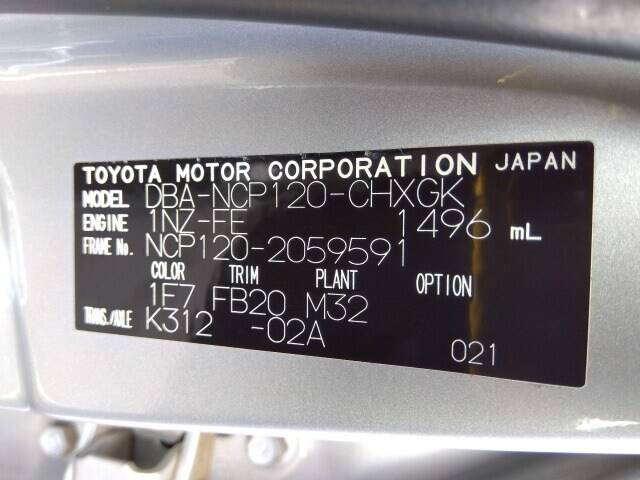 TOYOTA MOTOR CORPORATION JAPAN
MODEL DBA-NCP120-CHXGK
ENGINE 1NZ-FE 1496 mL
FRAME No. NCP120-2059591
COLOR TRIM PLANT OPTION
1F7 FB20 M32
TRANS./AXLE K312 -02A
021